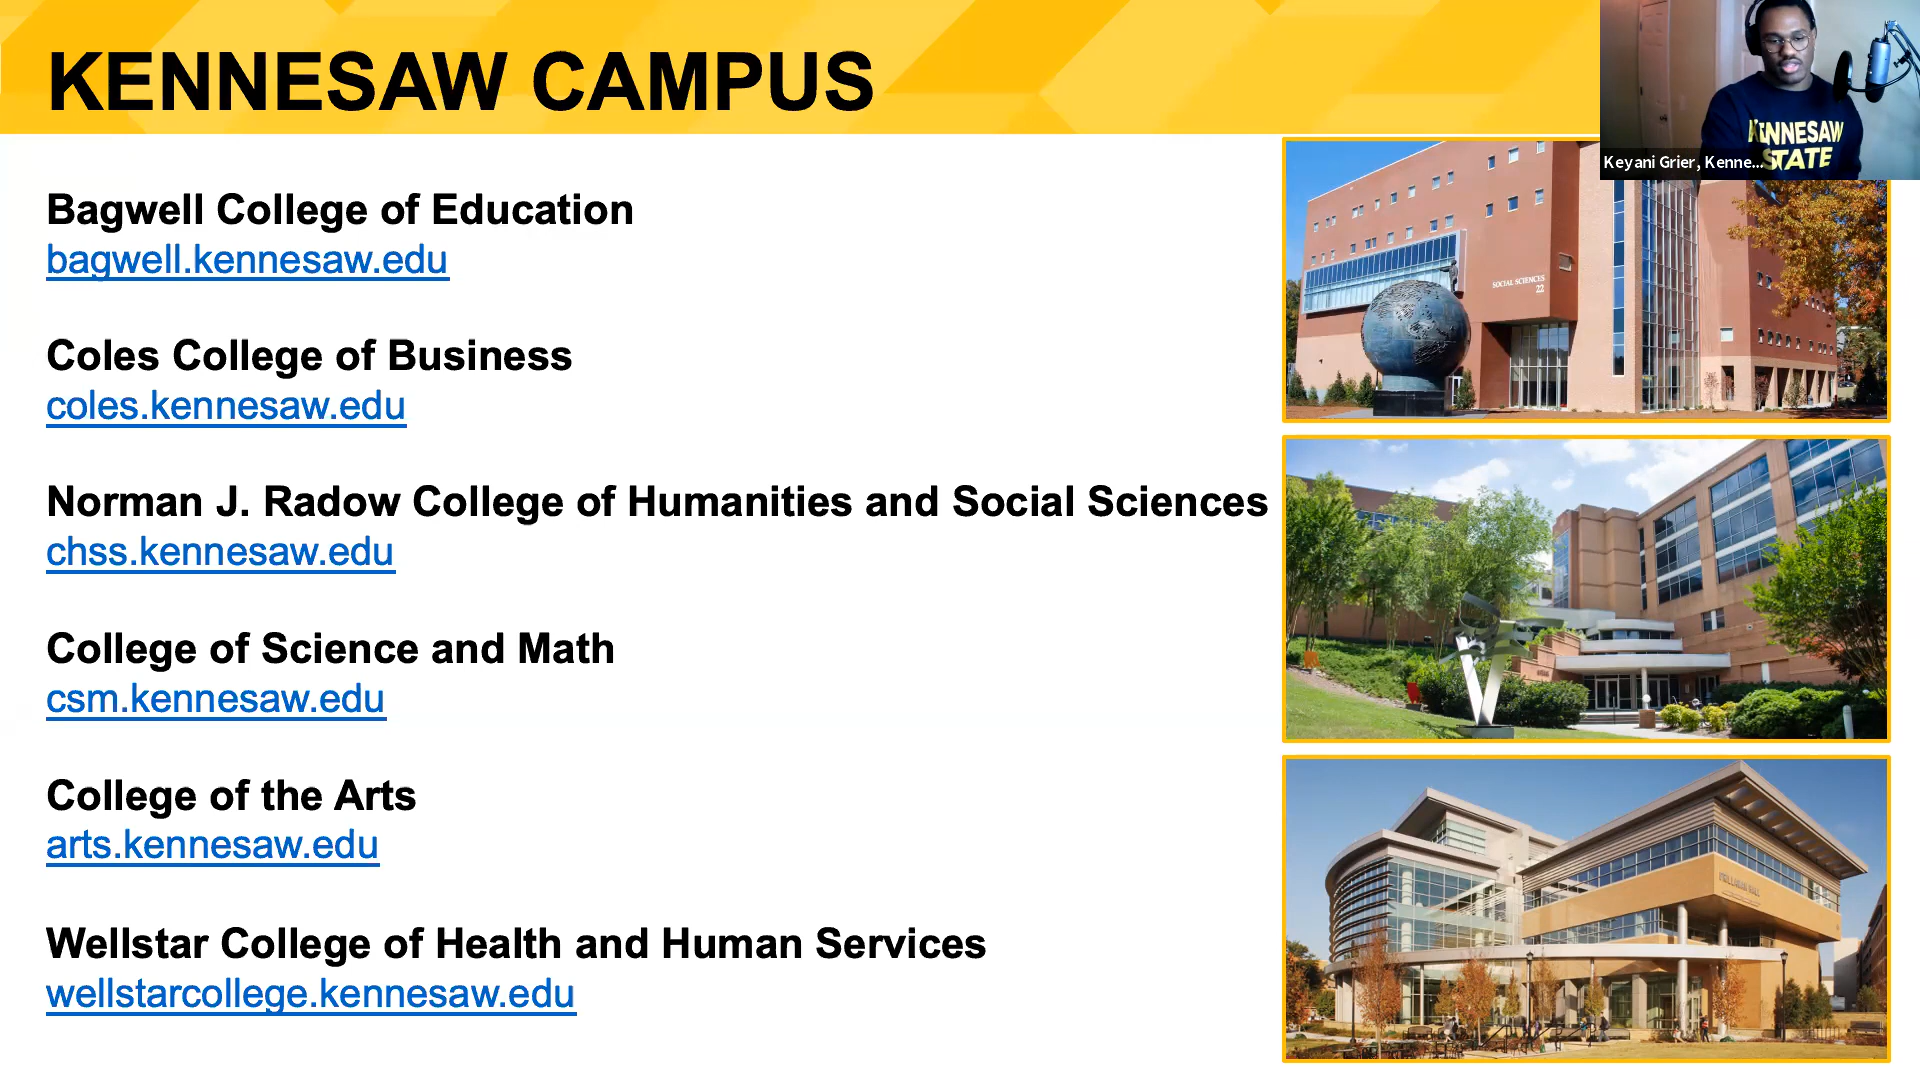 KENNESAW CAMPUS
Keyani Grier, Kenne...
KENNESAW
STATE
Bagwell College of Education
bagwell.kennesaw.edu
Coles College of Business
coles.kennesaw.edu
Norman J. Radow College of Humanities and Social Sciences
chss.kennesaw.edu
College of Science and Math
csm.kennesaw.edu
College of the Arts
arts.kennesaw.edu
Wellstar College of Health and Human Services
wellstarcollege.kennesaw.edu
SOCIAL SCIENCES
22